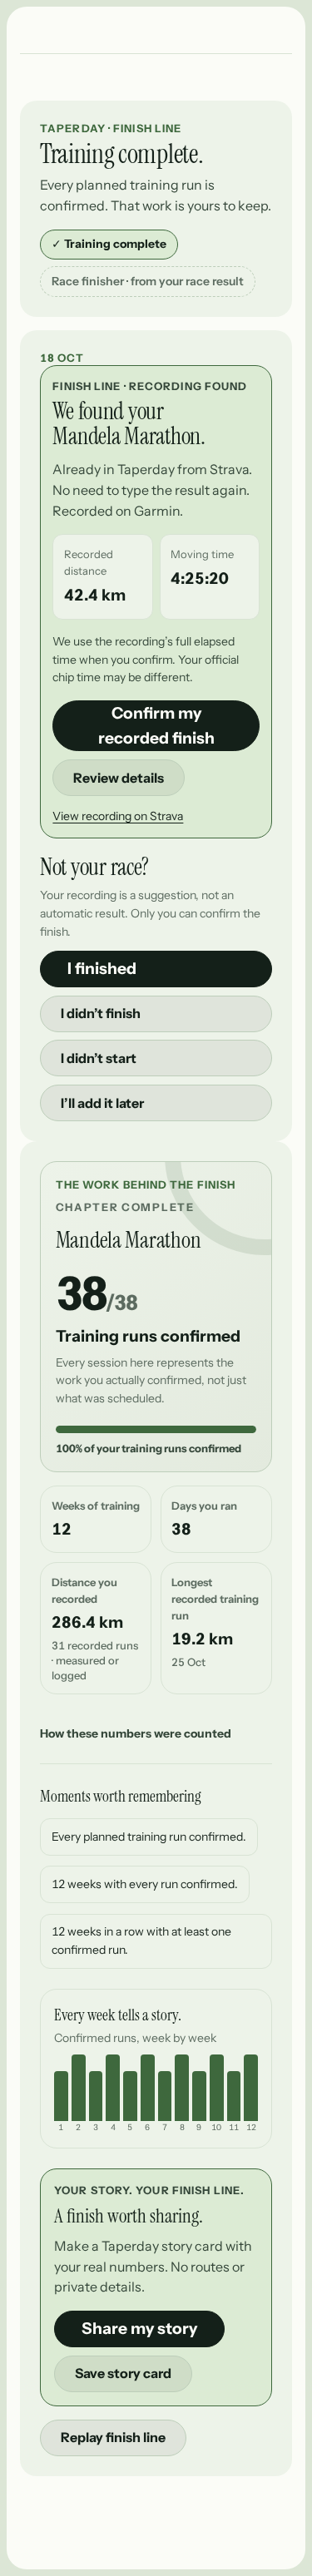 TAPERDAY · FINISH LINE
Training complete.
Every planned training run is
confirmed. That work is yours to keep.
✓ Training complete
Race finisher · from your race result
18 OCT
FINISH LINE · RECORDING FOUND
We found your
Mandela Marathon.
Already in Taperday from Strava.
No need to type the result again.
Recorded on Garmin.
Recorded
distance
42.4 km
Moving time
4:25:20
We use the recording’s full elapsed
time when you confirm. Your official
chip time may be different.
Confirm my
recorded finish
Review details
View recording on Strava
Not your race?
Your recording is a suggestion, not an
automatic result. Only you can confirm the
finish.
I finished
I didn’t finish
I didn’t start
I’ll add it later
THE WORK BEHIND THE FINISH
CHAPTER COMPLETE
Mandela Marathon
38/38
Training runs confirmed
Every session here represents the
work you actually confirmed, not just
what was scheduled.
100% of your training runs confirmed
Weeks of training
12
Days you ran
38
Distance you
recorded
286.4 km
31 recorded runs
· measured or
logged
Longest
recorded training
run
19.2 km
25 Oct
How these numbers were counted
Moments worth remembering
Every planned training run confirmed.
12 weeks with every run confirmed.
12 weeks in a row with at least one
confirmed run.
Every week tells a story.
Confirmed runs, week by week
1 2 3 4 5 6 7 8 9 10 11 12
YOUR STORY. YOUR FINISH LINE.
A finish worth sharing.
Make a Taperday story card with
your real numbers. No routes or
private details.
Share my story
Save story card
Replay finish line